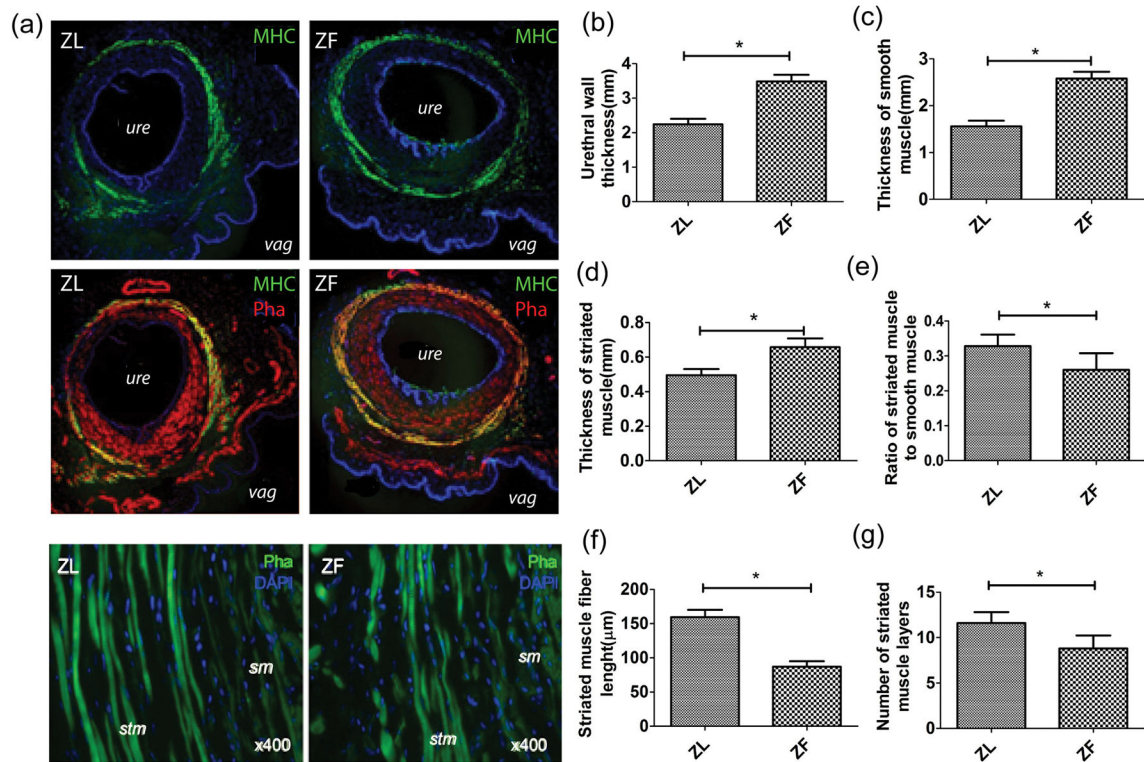 (a)
ZL
MHC
ure
vag
ZF
MHC
ure
vag
ZL
MHC
Pha
ure
vag
ZF
MHC
Pha
ure
vag
ZL
Pha
DAPI
sm
stm
x400
ZF
Pha
DAPI
sm
stm
x400
(b)
Urethral wall
thickness(mm)
4
3
2
1
0
*
ZL
ZF
(c)
Thickness of smooth
muscle(mm)
3
2
1
0
*
ZL
ZF
(d)
Thickness of striated
muscle(mm)
0.8
0.6
0.4
0.2
0.0
*
ZL
ZF
(e)
Ratio of striated muscle
to smooth muscle
0.4
0.3
0.2
0.1
0.0
*
ZL
ZF
(f)
Striated muscle fiber
lenght(μm)
200
150
100
50
0
*
ZL
ZF
(g)
Number of striated
muscle layers
15
10
5
0
*
ZL
ZF